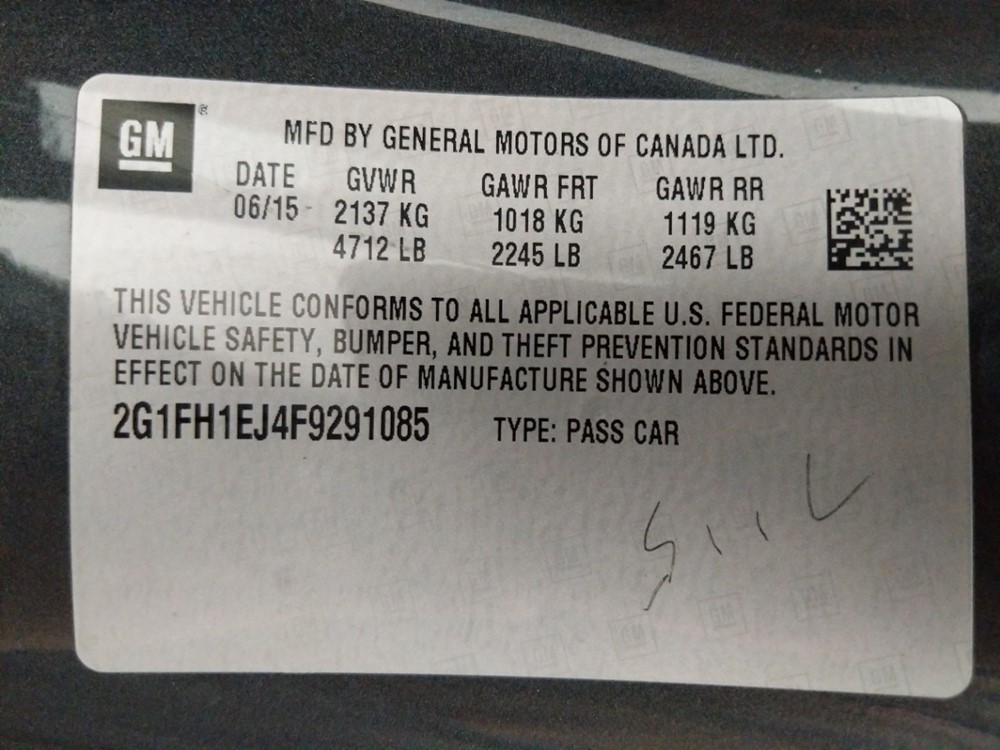 GM ®
MFD BY GENERAL MOTORS OF CANADA LTD.
DATE GVWR GAWR FRT GAWR RR
06/15 2137 KG 1018 KG 1119 KG
4712 LB 2245 LB 2467 LB
THIS VEHICLE CONFORMS TO ALL APPLICABLE U.S. FEDERAL MOTOR
VEHICLE SAFETY, BUMPER, AND THEFT PREVENTION STANDARDS IN
EFFECT ON THE DATE OF MANUFACTURE SHOWN ABOVE.
2G1FH1EJ4F9291085 TYPE: PASS CAR